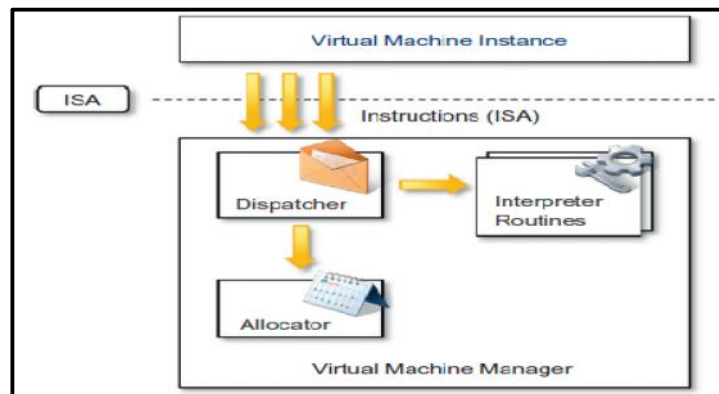 Virtual Machine Instance
ISA
Instructions (ISA)
Dispatcher
Interpreter
Routines
Allocator
Virtual Machine Manager